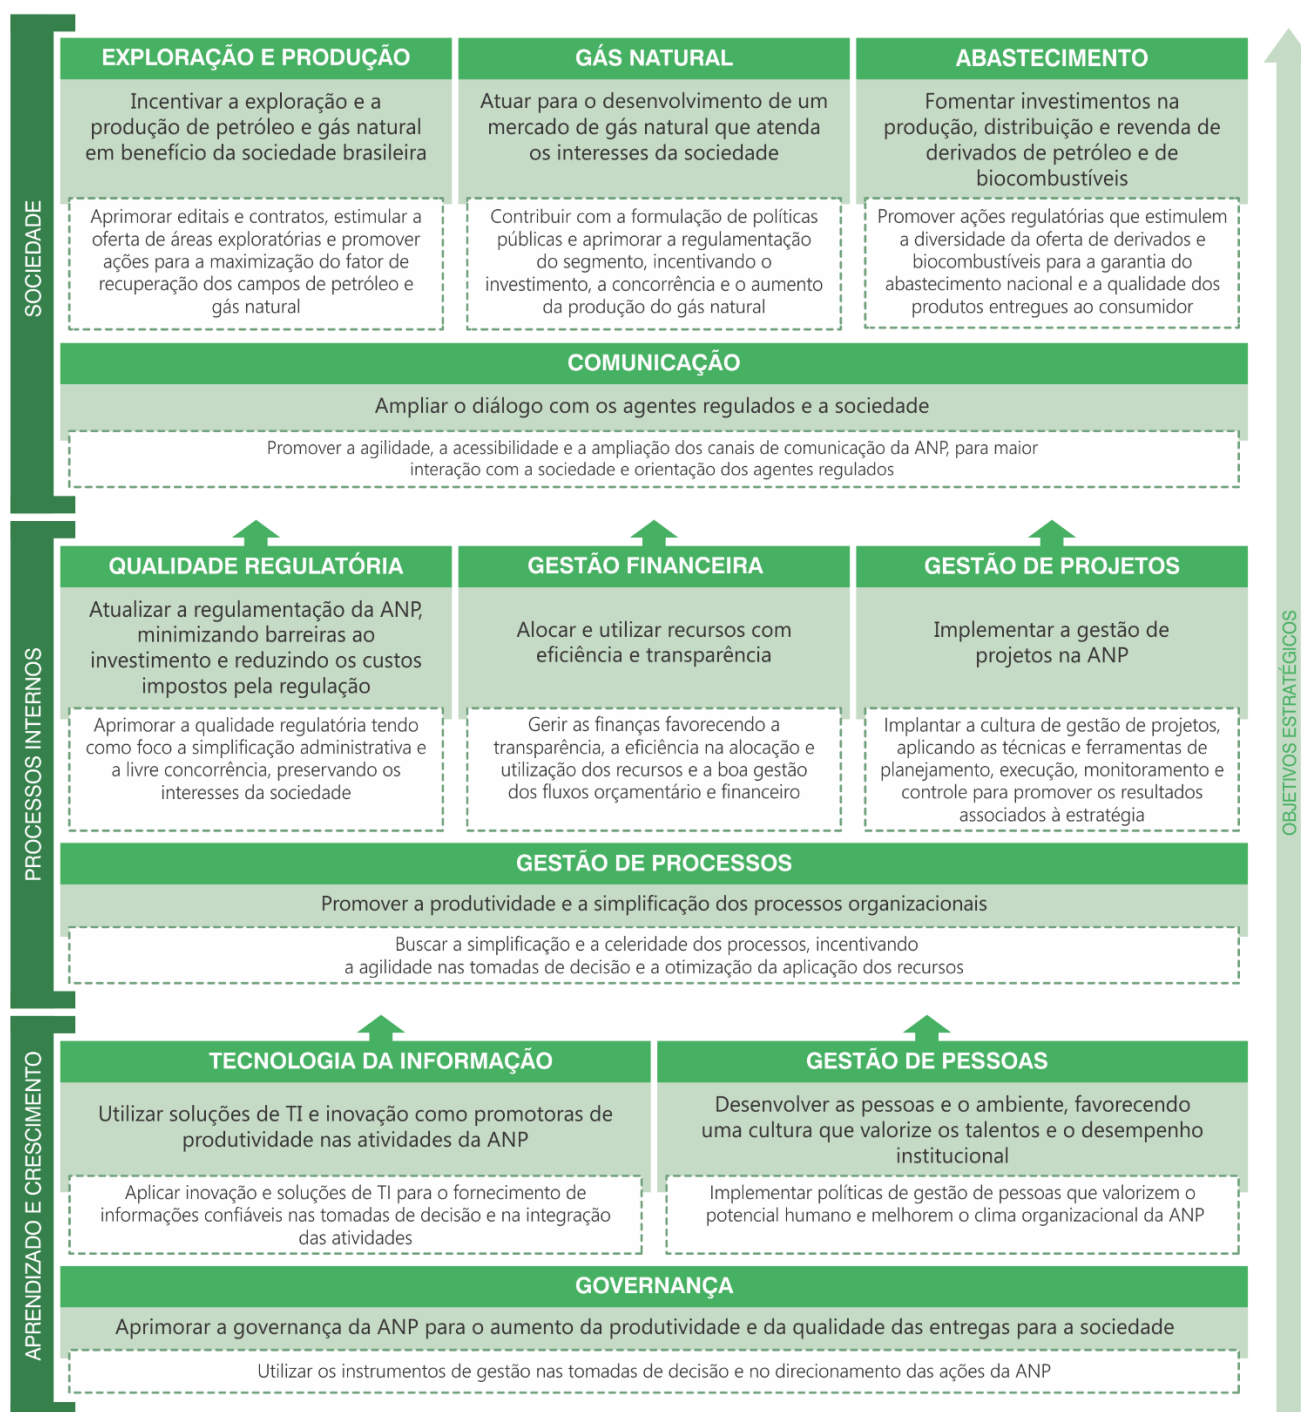 SOCIEDADE
EXPLORAÇÃO E PRODUÇÃO
Incentivar a exploração e a
produção de petróleo e gás natural
em benefício da sociedade brasileira
Aprimorar editais e contratos, estimular a
oferta de áreas exploratórias e promover
ações para a maximização do fator de
recuperação dos campos de petróleo e
gás natural
GÁS NATURAL
Atuar para o desenvolvimento de um
mercado de gás natural que atenda
os interesses da sociedade
Contribuir com a formulação de políticas
públicas e aprimorar a regulamentação
do segmento, incentivando o
investimento, a concorrência e o aumento
da produção do gás natural
ABASTECIMENTO
Fomentar investimentos na
produção, distribuição e revenda de
derivados de petróleo e de
biocombustíveis
Promover ações regulatórias que estimulem
a diversidade da oferta de derivados e
biocombustíveis para a garantia do
abastecimento nacional e a qualidade dos
produtos entregues ao consumidor
COMUNICAÇÃO
Ampliar o diálogo com os agentes regulados e a sociedade
Promover a agilidade, a acessibilidade e a ampliação dos canais de comunicação da ANP, para maior
interação com a sociedade e orientação dos agentes regulados
PROCESSOS INTERNOS
QUALIDADE REGULATÓRIA
Atualizar a regulamentação da ANP,
minimizando barreiras ao
investimento e reduzindo os custos
impostos pela regulação
Aprimorar a qualidade regulatória tendo
como foco a simplificação administrativa e
a livre concorrência, preservando os
interesses da sociedade
GESTÃO FINANCEIRA
Alocar e utilizar recursos com
eficiência e transparência
Gerir as finanças favorecendo a
transparência, a eficiência na alocação e
utilização dos recursos e a boa gestão
dos fluxos orçamentário e financeiro
GESTÃO DE PROJETOS
Implementar a gestão de
projetos na ANP
Implantar a cultura de gestão de projetos,
aplicando as técnicas e ferramentas de
planejamento, execução, monitoramento e
controle para promover os resultados
associados à estratégia
GESTÃO DE PROCESSOS
Promover a produtividade e a simplificação dos processos organizacionais
Buscar a simplificação e a celeridade dos processos, incentivando
a agilidade nas tomadas de decisão e a otimização da aplicação dos recursos
APRENDIZADO E CRESCIMENTO
TECNOLOGIA DA INFORMAÇÃO
Utilizar soluções de TI e inovação como promotoras de
produtividade nas atividades da ANP
Aplicar inovação e soluções de TI para o fornecimento de
informações confiáveis nas tomadas de decisão e na integração
das atividades
GESTÃO DE PESSOAS
Desenvolver as pessoas e o ambiente, favorecendo
uma cultura que valorize os talentos e o desempenho
institucional
Implementar políticas de gestão de pessoas que valorizem o
potencial humano e melhorem o clima organizacional da ANP
GOVERNANÇA
Aprimorar a governança da ANP para o aumento da produtividade e da qualidade das entregas para a sociedade
Utilizar os instrumentos de gestão nas tomadas de decisão e no direcionamento das ações da ANP
OBJETIVOS ESTRATÉGICOS